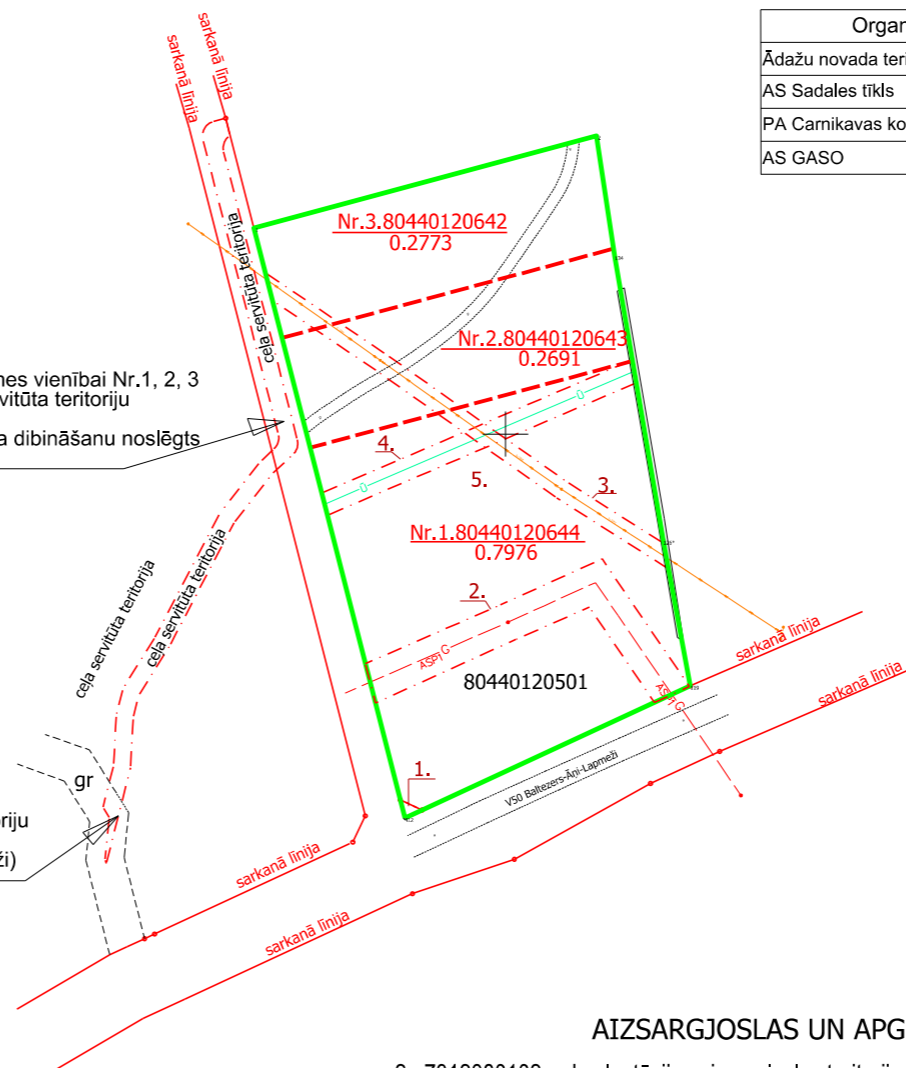 Organ
Ādažu novada teri
AS Sadales tīkls
PA Carnikavas ko
AS GASO
sarkanā līnija
sarkanā līnija
ceļa servitūta teritorija
Nr.3.80440120642
0.2773
Nr.2.80440120643
0.2691
nes vienībai Nr.1, 2, 3
vitūta teritoriju
a dibināšanu noslēgts
4.
5.
3.
Nr.1.80440120644
0.7976
2.
ASP1 G
80440120501
ASP1 G
ceļa servitūta teritorija
ceļa servitūta teritorija
sarkanā līnija
sarkanā līnija
1.
V50 Baltezers-Āņi-Lapmeži
gr
riju
ži)
sarkanā līnija
sarkanā līnija
AIZSARGJOSLAS UN APG